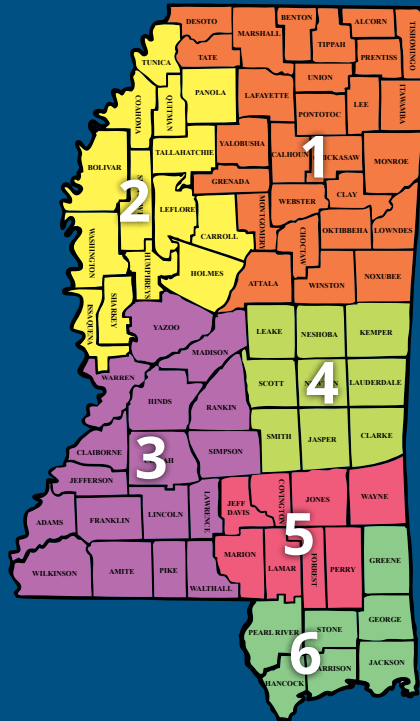 DESOTO
MARSHALL
BENTON
TIPPAH
ALCORN
TISHOMINGO
PRENTISS
TATE
TUNICA
PANOLA
LAFAYETTE
UNION
PONTOTOC
LEE
ITAWAMBA
COAHOMA
QUITMAN
TALLAHATCHIE
YALOBUSHA
CALHOUN
1
CHICKASAW
MONROE
BOLIVAR
2
LEFLORE
GRENADA
WEBSTER
CLAY
MONTGOMERY
CHOCTAW
OKTIBBEHA
LOWNDES
CARROLL
WASHINGTON
HUMPHREYS
HOLMES
ATTALA
WINSTON
NOXUBEE
ISSAQUENA
SHARKEY
YAZOO
MADISON
LEAKE
NESHOBA
KEMPER
WARREN
HINDS
RANKIN
SCOTT
4
LAUDERDALE
SMITH
JASPER
CLARKE
CLAIBORNE
3
SIMPSON
JEFFERSON
ADAMS
FRANKLIN
LINCOLN
LAWRENCE
JEFF
DAVIS
COVINGTON
JONES
WAYNE
5
WILKINSON
AMITE
PIKE
WALTHALL
MARION
LAMAR
FORREST
PERRY
GREENE
PEARL RIVER
STONE
GEORGE
6
HARRISON
JACKSON
HANCOCK